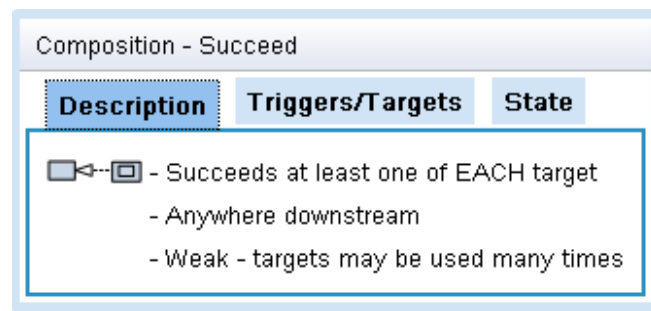 Composition - Succeed
Description Triggers/Targets State
- Succeeds at least one of EACH target
- Anywhere downstream
- Weak - targets may be used many times